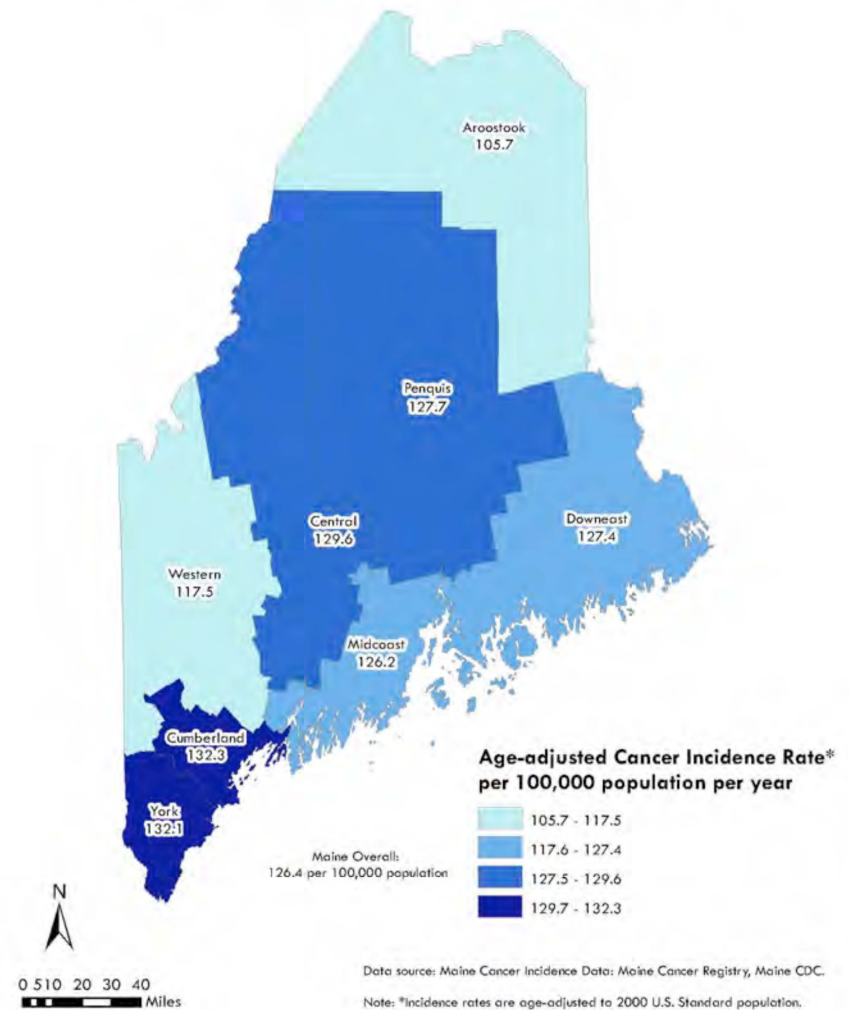 Aroostook
105.7
Penquis
127.7
Central
129.6
Downeast
127.4
Western
117.5
Midcoast
126.2
Cumberland
132.3
York
132.1
Age-adjusted Cancer Incidence Rate*
per 100,000 population per year
105.7 - 117.5
117.6 - 127.4
127.5 - 129.6
129.7 - 132.3
Maine Overall:
126.4 per 100,000 population
N
0 5 10 20 30 40
Miles
Data source: Maine Cancer Incidence Data: Maine Cancer Registry, Maine CDC.
Note: *Incidence rates are age-adjusted to 2000 U.S. Standard population.